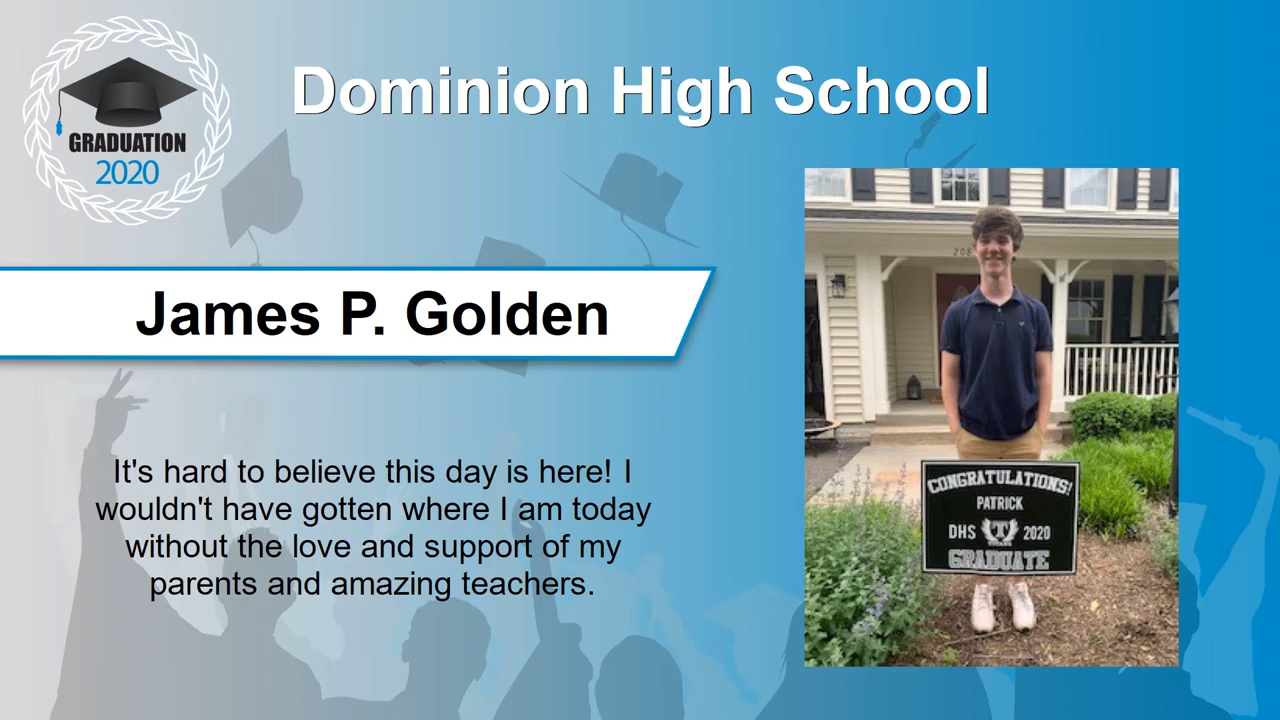 GRADUATION
2020
Dominion High School
James P. Golden
It's hard to believe this day is here! I
wouldn't have gotten where I am today
without the love and support of my
parents and amazing teachers.
CONGRATULATIONS!
PATRICK
DHS T 2020
TITANS
GRADUATE